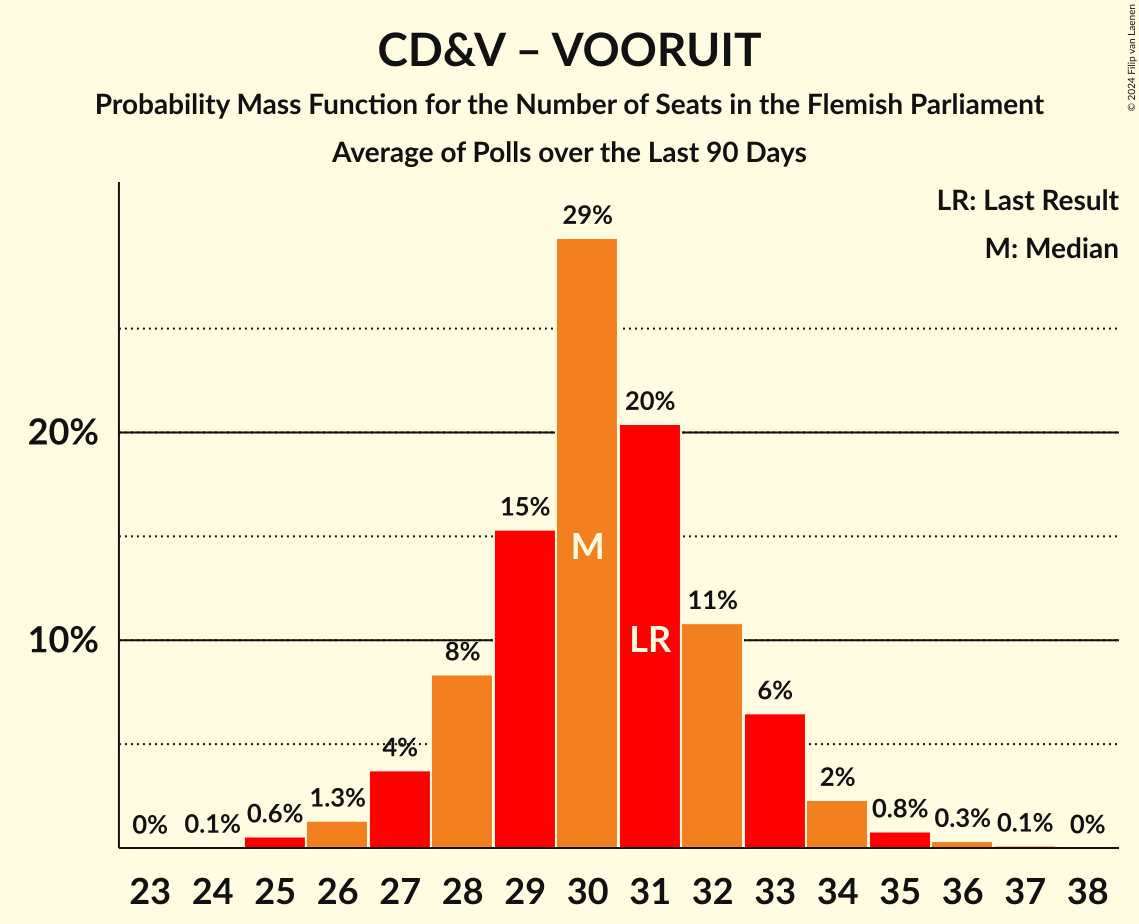 CD&V – VOORUIT
Probability Mass Function for the Number of Seats in the Flemish Parliament
Average of Polls over the Last 90 Days
© 2024 Filip van Laenen
LR: Last Result
M: Median
20%
10%
0%
0.1%
0.6%
1.3%
4%
8%
15%
29%
20%
11%
6%
2%
0.8%
0.3%
0.1%
0%
M
LR
23 24 25 26 27 28 29 30 31 32 33 34 35 36 37 38